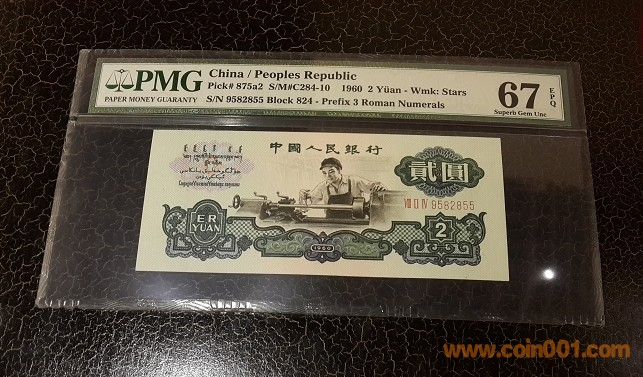 PMG
PAPER MONEY GUARANTY
China / Peoples Republic
Pick# 875a2 S/M#C284-10 1960 2 Yüan - Wmk: Stars
S/N 9582855 Block 824 - Prefix 3 Roman Numerals
67 EPQ
Superb Gem Unc
中國人民銀行
貳圓
VIII II IV 9582855
ER
YUAN
1960
2
www.coin001.com